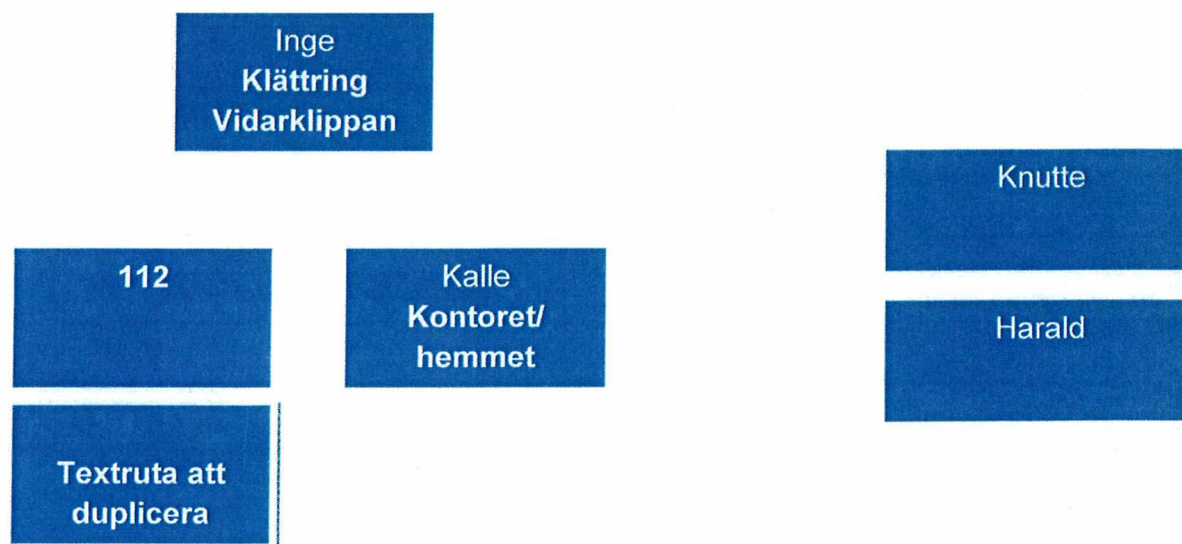 Inge
Klättring
Vidarklippan
Knutte
112
Kalle
Kontoret/
hemmet
Harald
Textruta att
duplicera